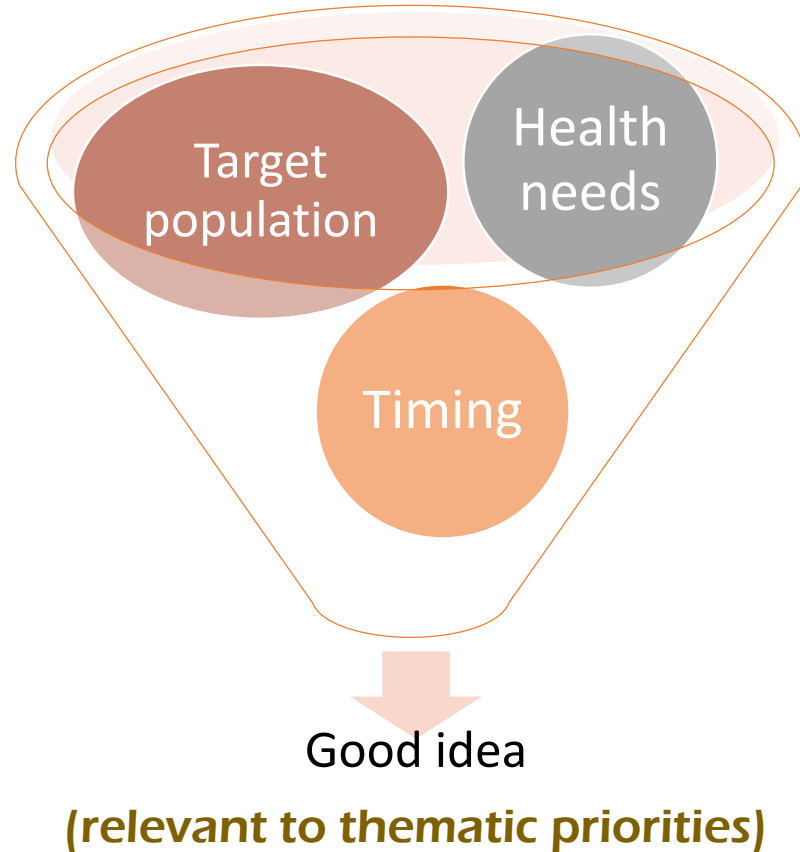 Target
population
Health
needs
Timing
Good idea
(relevant to thematic priorities)